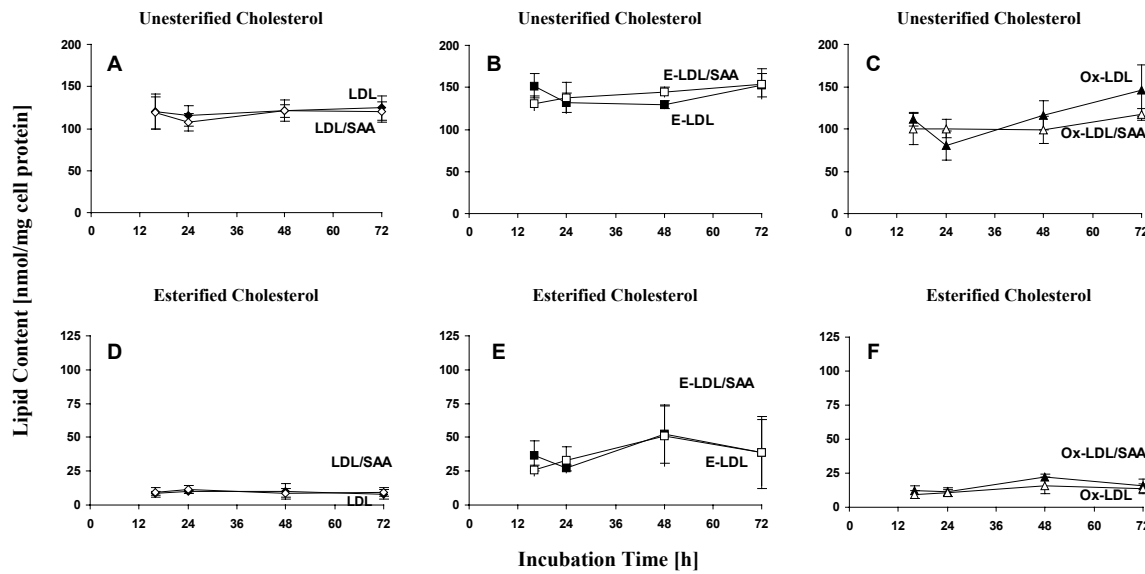 Unesterified Cholesterol
Unesterified Cholesterol
Unesterified Cholesterol
Lipid Content [nmol/mg cell protein]
A
200
150
100
50
0
0 12 24 36 48 60 72
LDL
LDL/SAA
B
200
150
100
50
0
0 12 24 36 48 60 72
E-LDL/SAA
E-LDL
C
200
150
100
50
0
0 12 24 36 48 60 72
Ox-LDL
Ox-LDL/SAA
Esterified Cholesterol
Esterified Cholesterol
Esterified Cholesterol
D
125
100
75
50
25
0
0 12 24 36 48 60 72
LDL/SAA
LDL
E
125
100
75
50
25
0
0 12 24 36 48 60 72
E-LDL/SAA
E-LDL
F
125
100
75
50
25
0
0 12 24 36 48 60 72
Ox-LDL/SAA
Ox-LDL
Incubation Time [h]